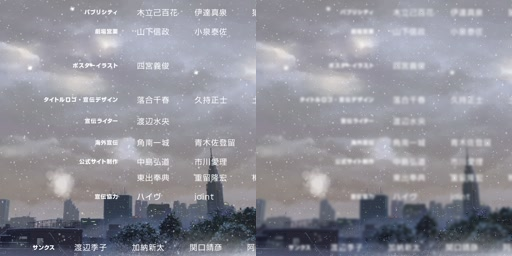 パブリシティ 木立己百花 伊達真泉
劇場営業 山下信政 小泉泰二
ポスターイラスト 四宮義俊
タイトルロゴ・宣伝デザイン 落合千春 久持正士
宣伝ライター 渡辺水央
海外宣伝 角南一城 青木佐登留
公式サイト制作 中島弘道 市川愛理
東出奉典 重留隆宏
宣伝協力 ハイヴ joint
サンクス 渡辺季子 加納新太 関口靖彦